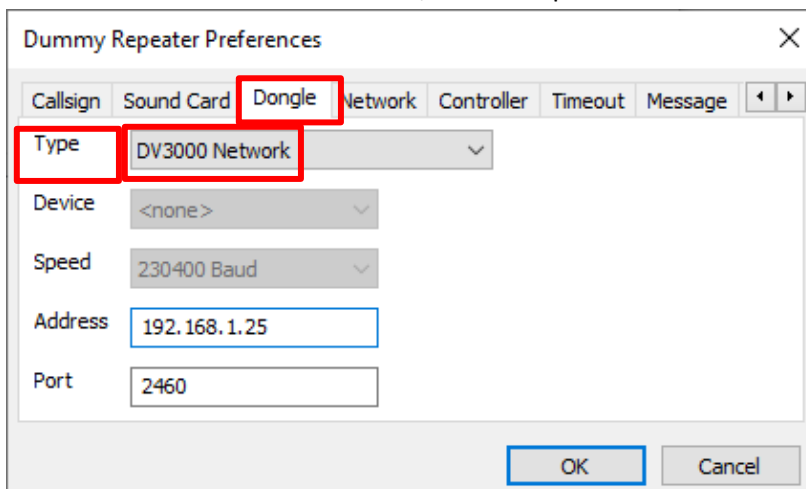 Dummy Repeater Preferences
Callsign Sound Card Dongle Network Controller Timeout Message
Type DV3000 Network
Device <none>
Speed 230400 Baud
Address 192.168.1.25
Port 2460
OK Cancel